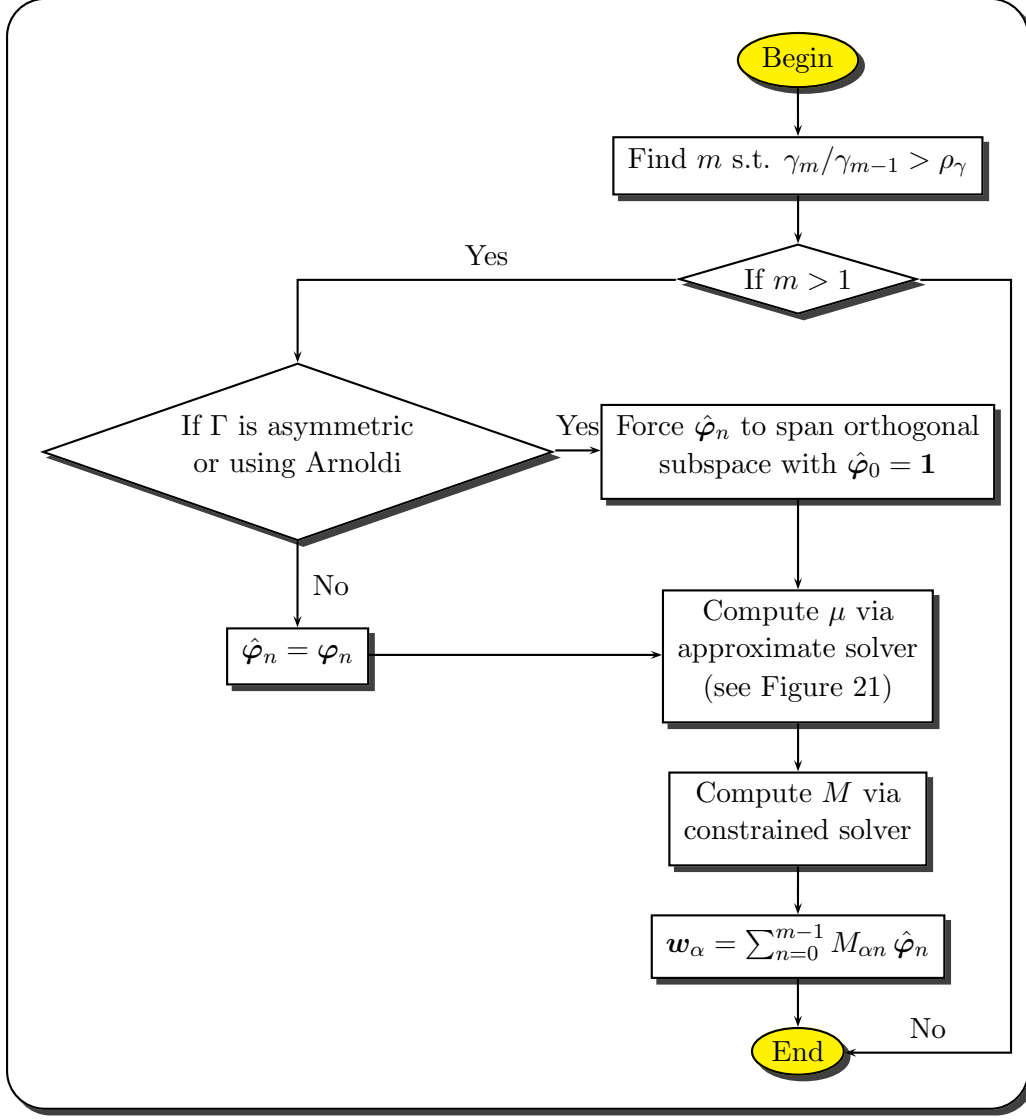 Begin
Find m s.t. γ_m/γ_{m−1} > ρ_γ
Yes
If m > 1
If Γ is asymmetric
or using Arnoldi
Yes
Force φ̂_n to span orthogonal
subspace with φ̂_0 = 1
No
φ̂_n = φ_n
Compute μ via
approximate solver
(see Figure 21)
Compute M via
constrained solver
w_α = ∑_{n=0}^{m−1} M_{αn} φ̂_n
No
End